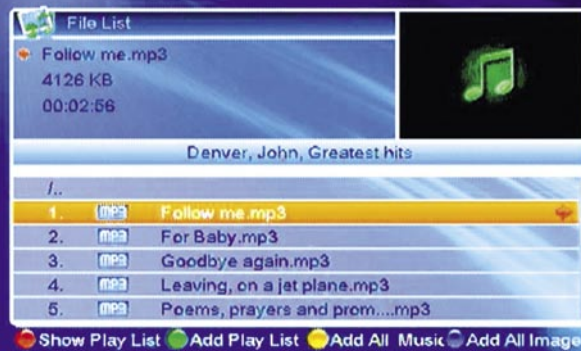 File List
Follow me.mp3
4126 KB
00:02:56
Denver, John, Greatest hits
/..
1. mp3 Follow me.mp3
2. mp3 For Baby.mp3
3. mp3 Goodbye again.mp3
4. mp3 Leaving, on a jet plane.mp3
5. mp3 Poems, prayers and prom....mp3
Show Play List Add Play List Add All Music Add All Image